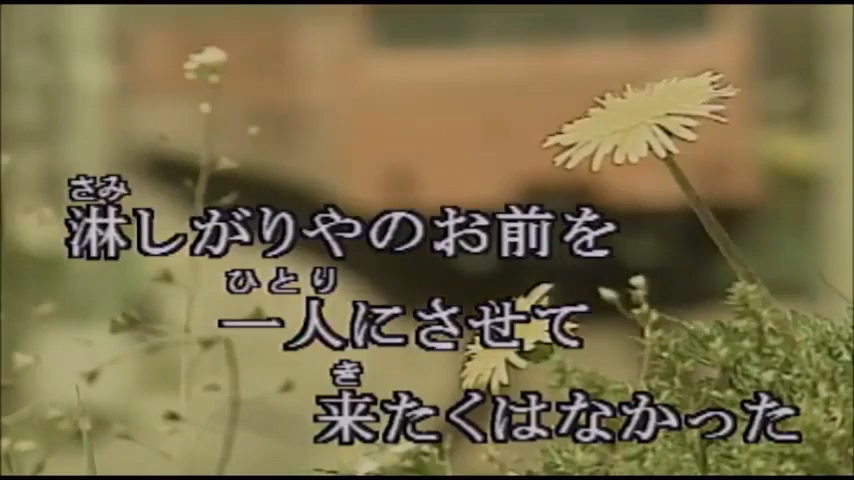 さみ
淋しがりやのお前を
ひとり
一人にさせて
き
来たくはなかった